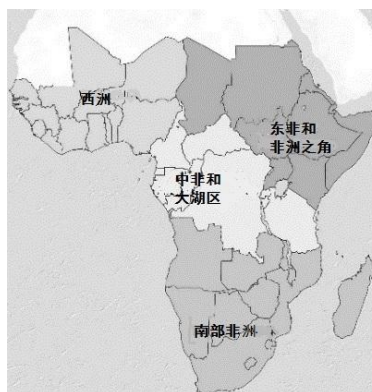 西洲
东非和
非洲之角
中非和
大湖区
南部非洲